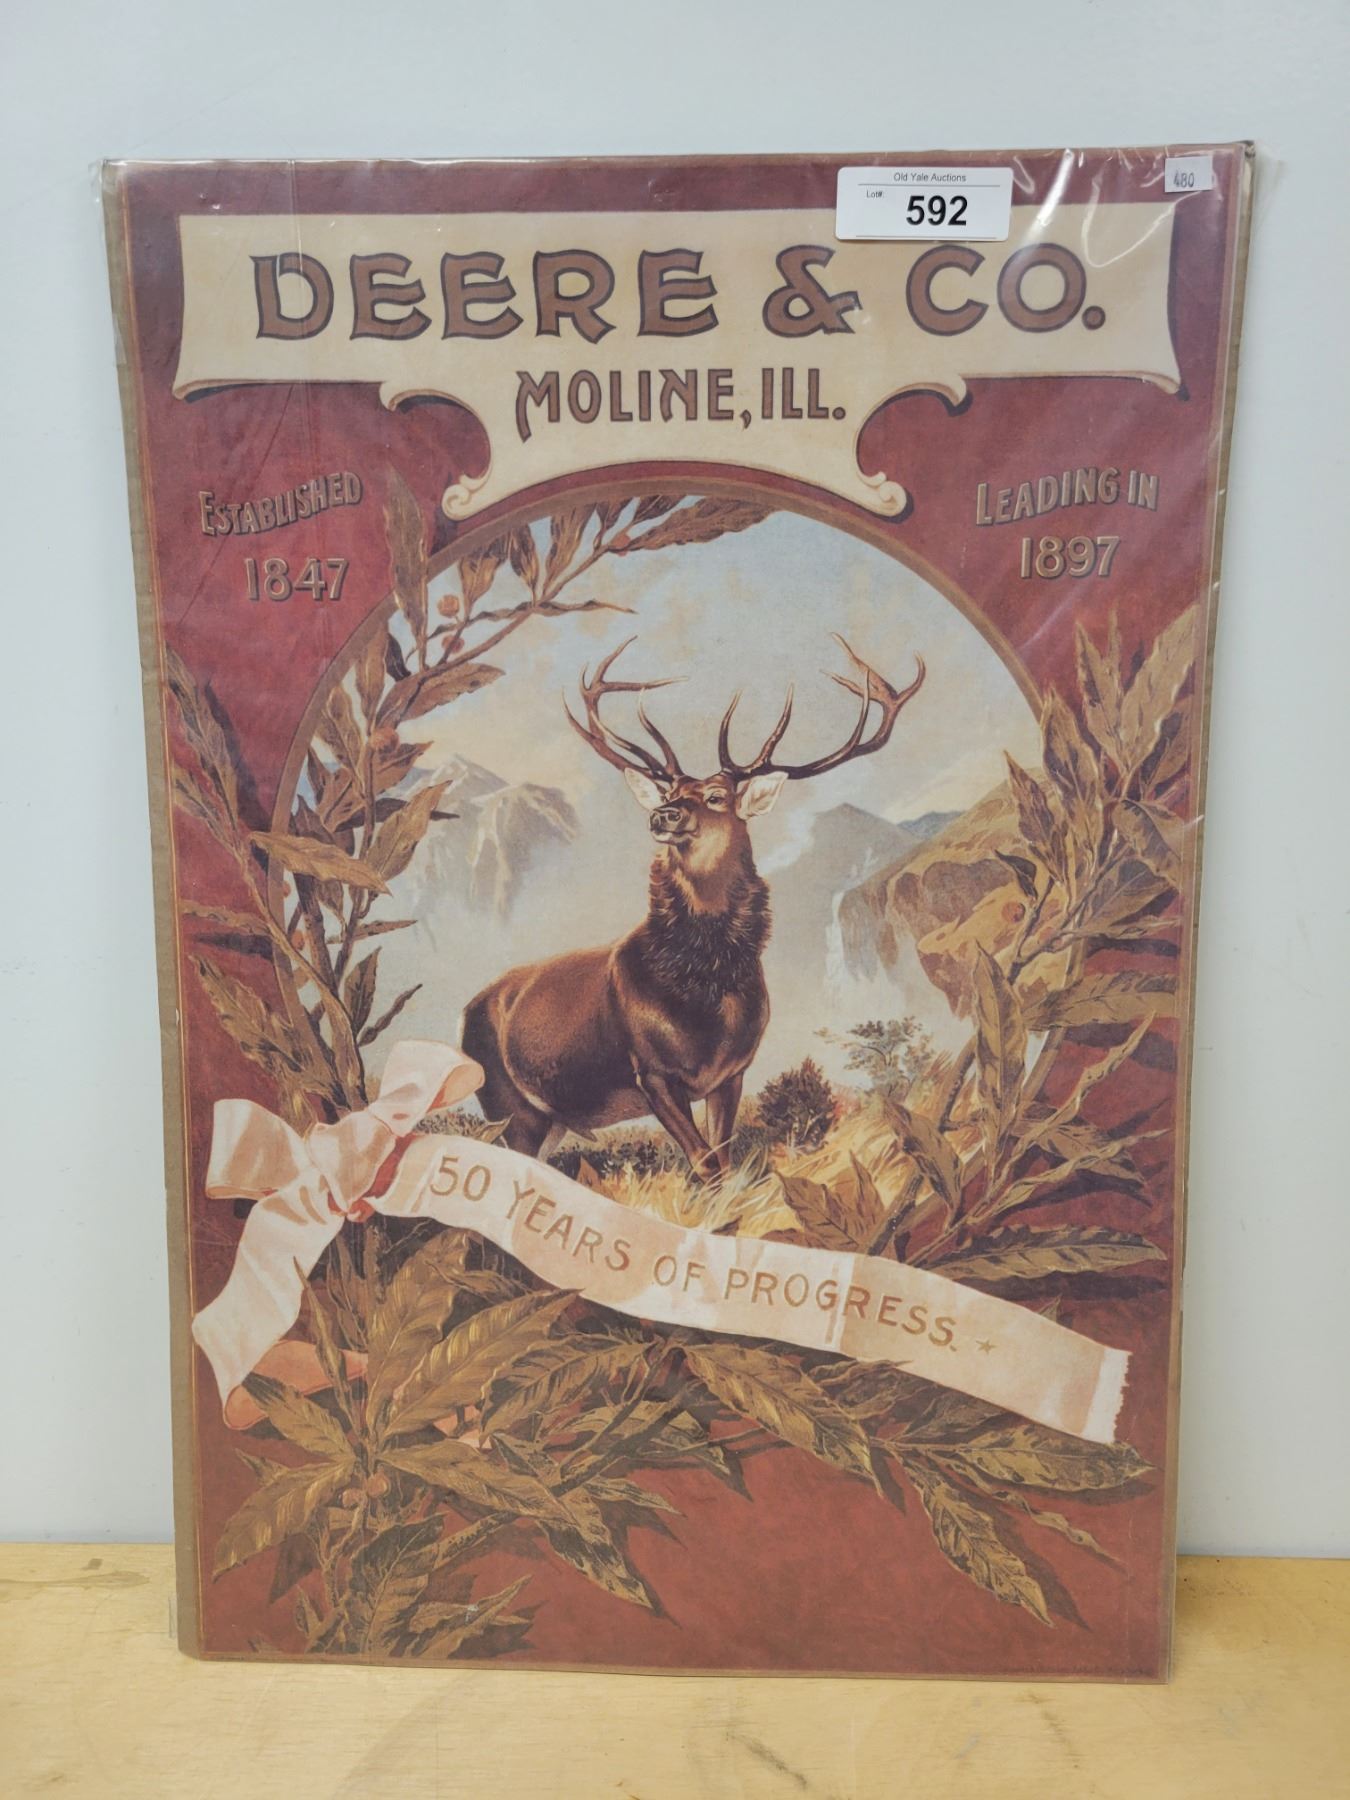 Old Yale Auctions
Lot#:
592
480
DEERE & CO.
MOLINE, ILL.
ESTABLISHED
1847
LEADING IN
1897
50 YEARS OF PROGRESS.